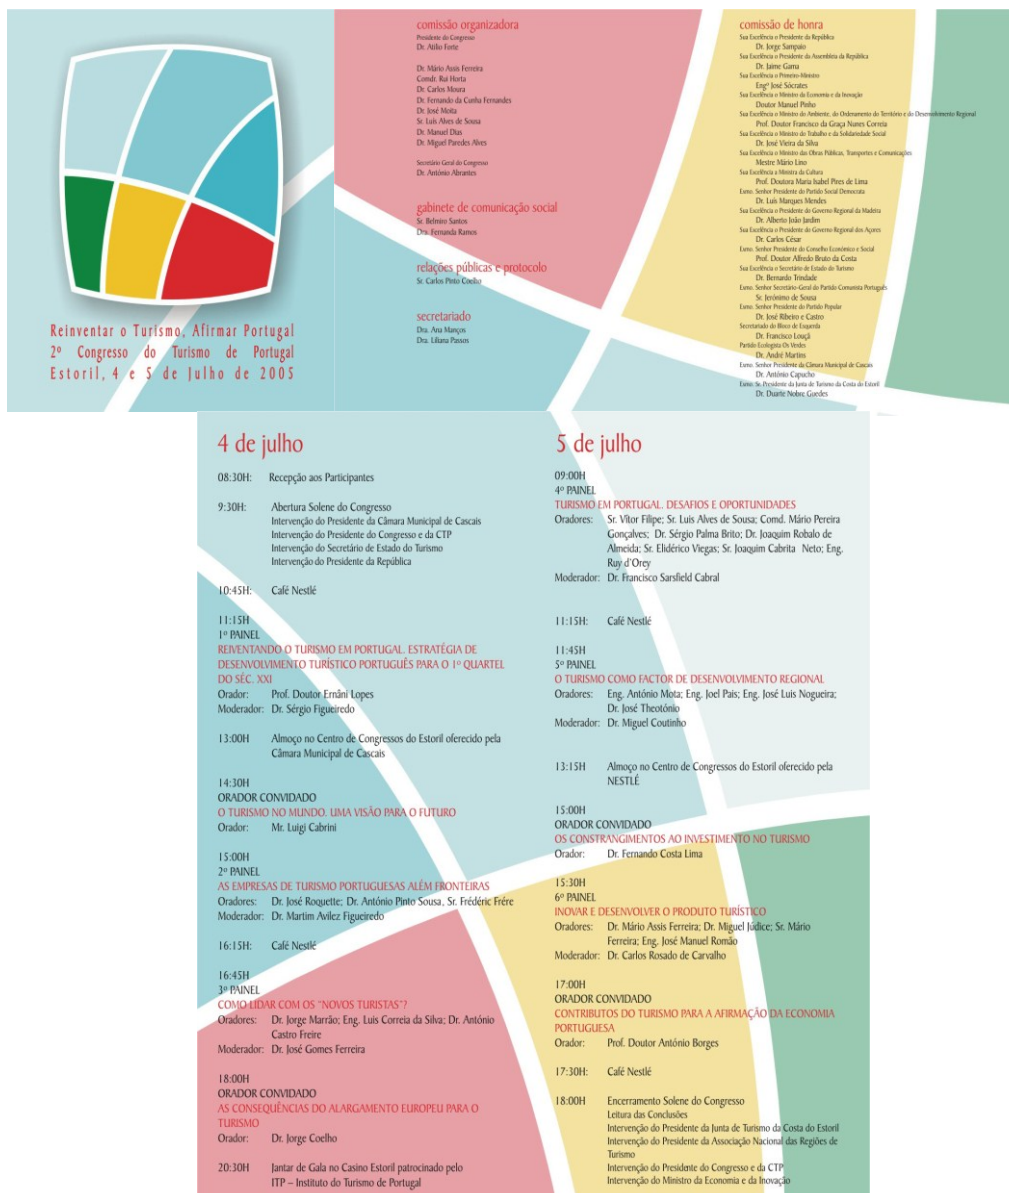 Reinventar o Turismo, Afirmar Portugal
2º Congresso do Turismo de Portugal
Estoril, 4 e 5 de Julho de 2005
comissão organizadora
Presidente do Congresso
Dr. Atílio Forte
Dr. Mário Assis Ferreira
Comdt. Rui Horta
Dr. Carlos Moura
Dr. Fernando da Cunha Fernandes
Dr. José Moita
Sr. Luis Alves de Sousa
Dr. Manuel Dias
Dr. Miguel Paredes Alves
Secretário Geral do Congresso
Dr. António Abrantes
gabinete de comunicação social
Sr. Belmiro Santos
Dra. Fernanda Ramos
relações públicas e protocolo
Sr. Carlos Pinto Coelho
secretariado
Dra. Ana Manços
Dra. Liliana Passos
comissão de honra
Sua Excelência o Presidente da República
Dr. Jorge Sampaio
Sua Excelência o Presidente da Assembleia da República
Dr. Jaime Gama
Sua Excelência o Primeiro-Ministro
Engº José Sócrates
Sua Excelência o Ministro da Economia e da Inovação
Doutor Manuel Pinho
Sua Excelência o Ministro do Ambiente, do Ordenamento do Território e do Desenvolvimento Regional
Prof. Doutor Francisco da Graça Nunes Correia
Sua Excelência o Ministro do Trabalho e da Solidariedade Social
Dr. José Vieira da Silva
Sua Excelência o Ministro das Obras Públicas, Transportes e Comunicações
Mestre Mário Lino
Sua Excelência a Ministra da Cultura
Prof. Doutora Maria Isabel Pires de Lima
Exmo. Senhor Presidente do Partido Social Democrata
Dr. Luis Marques Mendes
Sua Excelência o Presidente do Governo Regional da Madeira
Dr. Alberto João Jardim
Sua Excelência o Presidente do Governo Regional dos Açores
Dr. Carlos César
Exmo. Senhor Presidente do Conselho Económico e Social
Prof. Doutor Alfredo Bruto da Costa
Sua Excelência o Secretário de Estado do Turismo
Dr. Bernardo Trindade
Exmo. Senhor Secretário-Geral do Partido Comunista Português
Sr. Jerónimo de Sousa
Exmo. Senhor Presidente do Partido Popular
Dr. José Ribeiro e Castro
Secretariado do Bloco de Esquerda
Dr. Francisco Louçã
Partido Ecologista Os Verdes
Dr. André Martins
Exmo. Senhor Presidente da Câmara Municipal de Cascais
Dr. António Capucho
Exmo. Sr. Presidente da Junta de Turismo da Costa do Estoril
Dr. Duarte Nobre Guedes
4 de julho
08:30H: Recepção aos Participantes
9:30H: Abertura Solene do Congresso
Intervenção do Presidente da Câmara Municipal de Cascais
Intervenção do Presidente do Congresso e da CTP
Intervenção do Secretário de Estado do Turismo
Intervenção do Presidente da República
10:45H: Café Nestlé
11:15H
1º PAINEL
REIVENTANDO O TURISMO EM PORTUGAL. ESTRATÉGIA DE
DESENVOLVIMENTO TURÍSTICO PORTUGUÊS PARA O 1º QUARTEL
DO SÉC. XXI
Orador: Prof. Doutor Ernâni Lopes
Moderador: Dr. Sérgio Figueiredo
13:00H Almoço no Centro de Congressos do Estoril oferecido pela
Câmara Municipal de Cascais
14:30H
ORADOR CONVIDADO
O TURISMO NO MUNDO. UMA VISÃO PARA O FUTURO
Orador: Mr. Luigi Cabrini
15:00H
2º PAINEL
AS EMPRESAS DE TURISMO PORTUGUESAS ALÉM FRONTEIRAS
Oradores: Dr. José Roquette; Dr. António Pinto Sousa, Sr. Frédéric Frére
Moderador: Dr. Martim Avilez Figueiredo
16:15H: Café Nestlé
16:45H
3º PAINEL
COMO LIDAR COM OS "NOVOS TURISTAS"?
Oradores: Dr. Jorge Marrão; Eng. Luis Correia da Silva; Dr. António
Castro Freire
Moderador: Dr. José Gomes Ferreira
18:00H
ORADOR CONVIDADO
AS CONSEQUÊNCIAS DO ALARGAMENTO EUROPEU PARA O
TURISMO
Orador: Dr. Jorge Coelho
20:30H Jantar de Gala no Casino Estoril patrocinado pelo
ITP – Instituto do Turismo de Portugal
5 de julho
09:00H
4º PAINEL
TURISMO EM PORTUGAL. DESAFIOS E OPORTUNIDADES
Oradores: Sr. Vítor Filipe; Sr. Luis Alves de Sousa; Comd. Mário Pereira
Gonçalves; Dr. Sérgio Palma Brito; Dr. Joaquim Robalo de
Almeida; Sr. Elidérico Viegas; Sr. Joaquim Cabrita Neto; Eng.
Ruy d'Orey
Moderador: Dr. Francisco Sarsfield Cabral
11:15H: Café Nestlé
11:45H
5º PAINEL
O TURISMO COMO FACTOR DE DESENVOLVIMENTO REGIONAL
Oradores: Eng. António Mota; Eng. Joel Pais; Eng. José Luis Nogueira;
Dr. José Theotónio
Moderador: Dr. Miguel Coutinho
13:15H Almoço no Centro de Congressos do Estoril oferecido pela
NESTLÉ
15:00H
ORADOR CONVIDADO
OS CONSTRANGIMENTOS AO INVESTIMENTO NO TURISMO
Orador: Dr. Fernando Costa Lima
15:30H
6º PAINEL
INOVAR E DESENVOLVER O PRODUTO TURÍSTICO
Oradores: Dr. Mário Assis Ferreira; Dr. Miguel Júdice; Sr. Mário
Ferreira; Eng. José Manuel Romão
Moderador: Dr. Carlos Rosado de Carvalho
17:00H
ORADOR CONVIDADO
CONTRIBUTOS DO TURISMO PARA A AFIRMAÇÃO DA ECONOMIA
PORTUGUESA
Orador: Prof. Doutor António Borges
17:30H: Café Nestlé
18:00H Encerramento Solene do Congresso
Leitura das Conclusões
Intervenção do Presidente da Junta de Turismo da Costa do Estoril
Intervenção do Presidente da Associação Nacional das Regiões de
Turismo
Intervenção do Presidente do Congresso e da CTP
Intervenção do Ministro da Economia e da Inovação